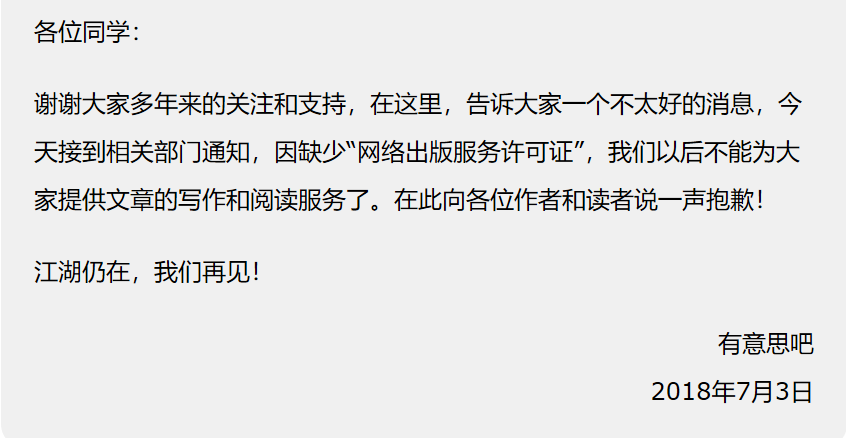 各位同学：
谢谢大家多年来的关注和支持，在这里，告诉大家一个不太好的消息，今
天接到相关部门通知，因缺少“网络出版服务许可证”，我们以后不能为大
家提供文章的写作和阅读服务了。在此向各位作者和读者说一声抱歉！
江湖仍在，我们再见！
有意思吧
2018年7月3日